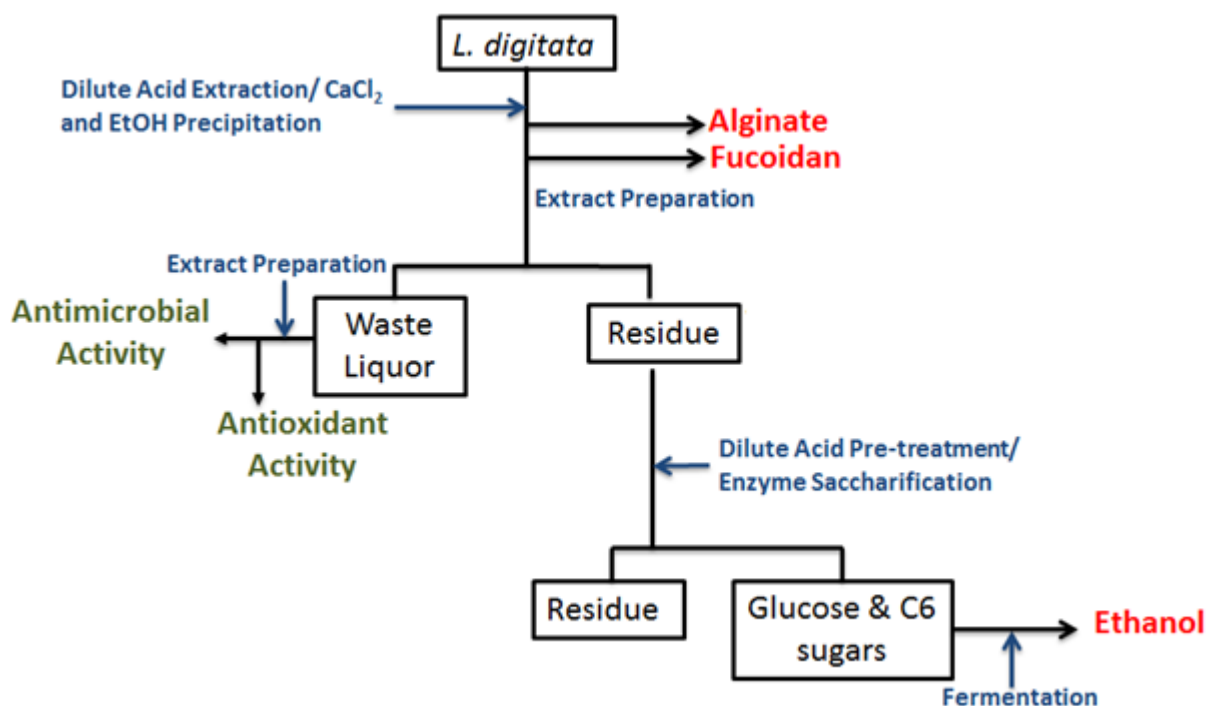 L. digitata
Dilute Acid Extraction/ CaCl₂
and EtOH Precipitation
Alginate
Fucoidan
Extract Preparation
Extract Preparation
Antimicrobial
Activity
Waste
Liquor
Residue
Antioxidant
Activity
Dilute Acid Pre-treatment/
Enzyme Saccharification
Residue
Glucose & C6
sugars
Ethanol
Fermentation